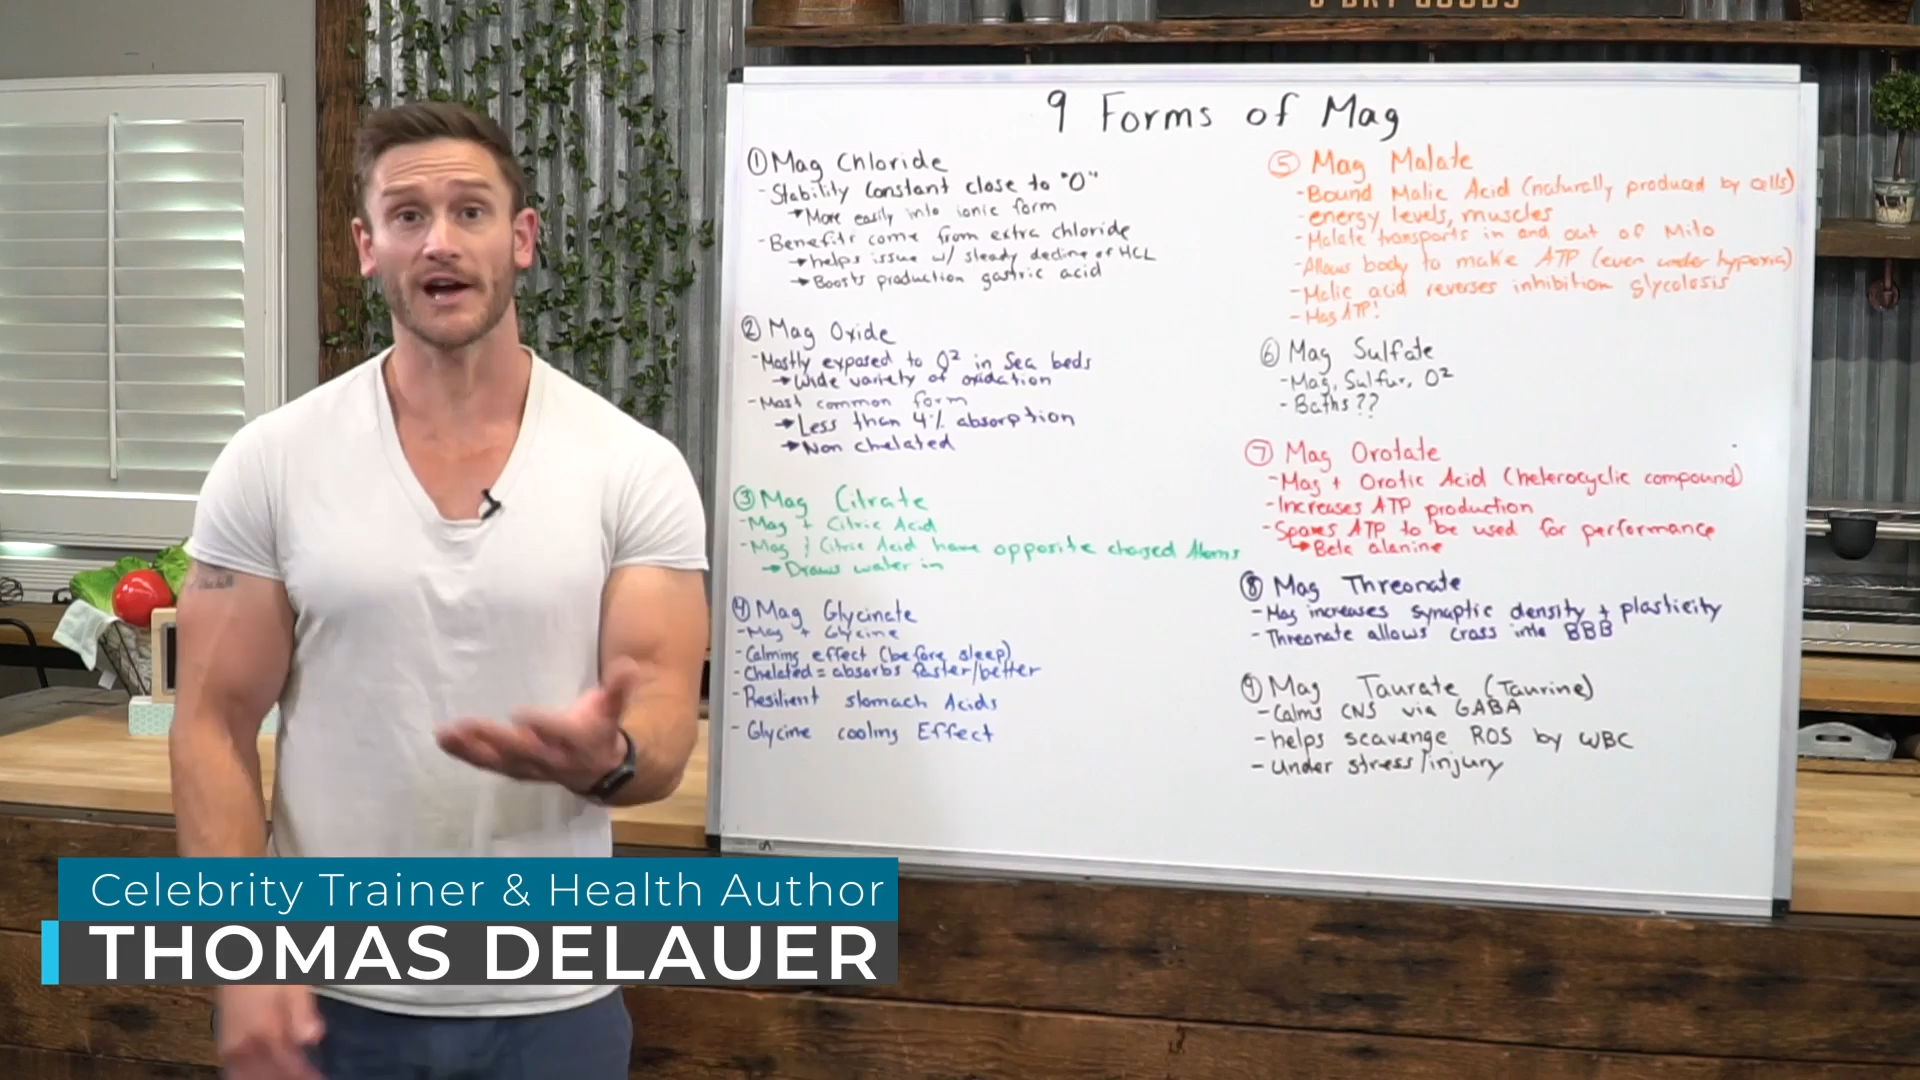 & DRY GOODS
9 Forms of Mag
① Mag Chloride
- Stability Constant close to "0"
→ More easily into ionic form
- Benefits come from extra chloride
→ helps issue w/ steady decline of HCL
→ Boosts production gastric acid
② Mag Oxide
- Mostly exposed to O² in Sea beds
→ Wide variety of oxidation
- Most common form
→ Less than 4% absorption
→ Non chelated
③ Mag Citrate
- Mag + Citric Acid
- Mag & Citric Acid have opposite charged Atoms
→ Draws water in
④ Mag Glycinate
- Mag + Glycine
- Calming effect (before sleep)
- Chelated = absorbs faster/better
- Resilient stomach Acids
- Glycine cooling Effect
⑤ Mag Malate
- Bound Malic Acid (naturally produced by cells)
- energy levels, muscles
- Malate transports in and out of Mito
- Allows body to make ATP (even under hypoxia)
- Malic acid reverses inhibition glycolosis
- Mag ATP!
⑥ Mag Sulfate
- Mag, Sulfur, O²
- Baths??
⑦ Mag Orotate
- Mag + Orotic Acid (heterocyclic compound)
- Increases ATP production
- Spares ATP to be used for performance
→ Beta alanine
⑧ Mag Threonate
- Mag increases synaptic density + plasticity
- Threonate allows cross into BBB
⑨ Mag Taurate (Taurine)
- Calms CNS via GABA
- helps scavenge ROS by WBC
- Under stress/injury
Celebrity Trainer & Health Author
THOMAS DELAUER